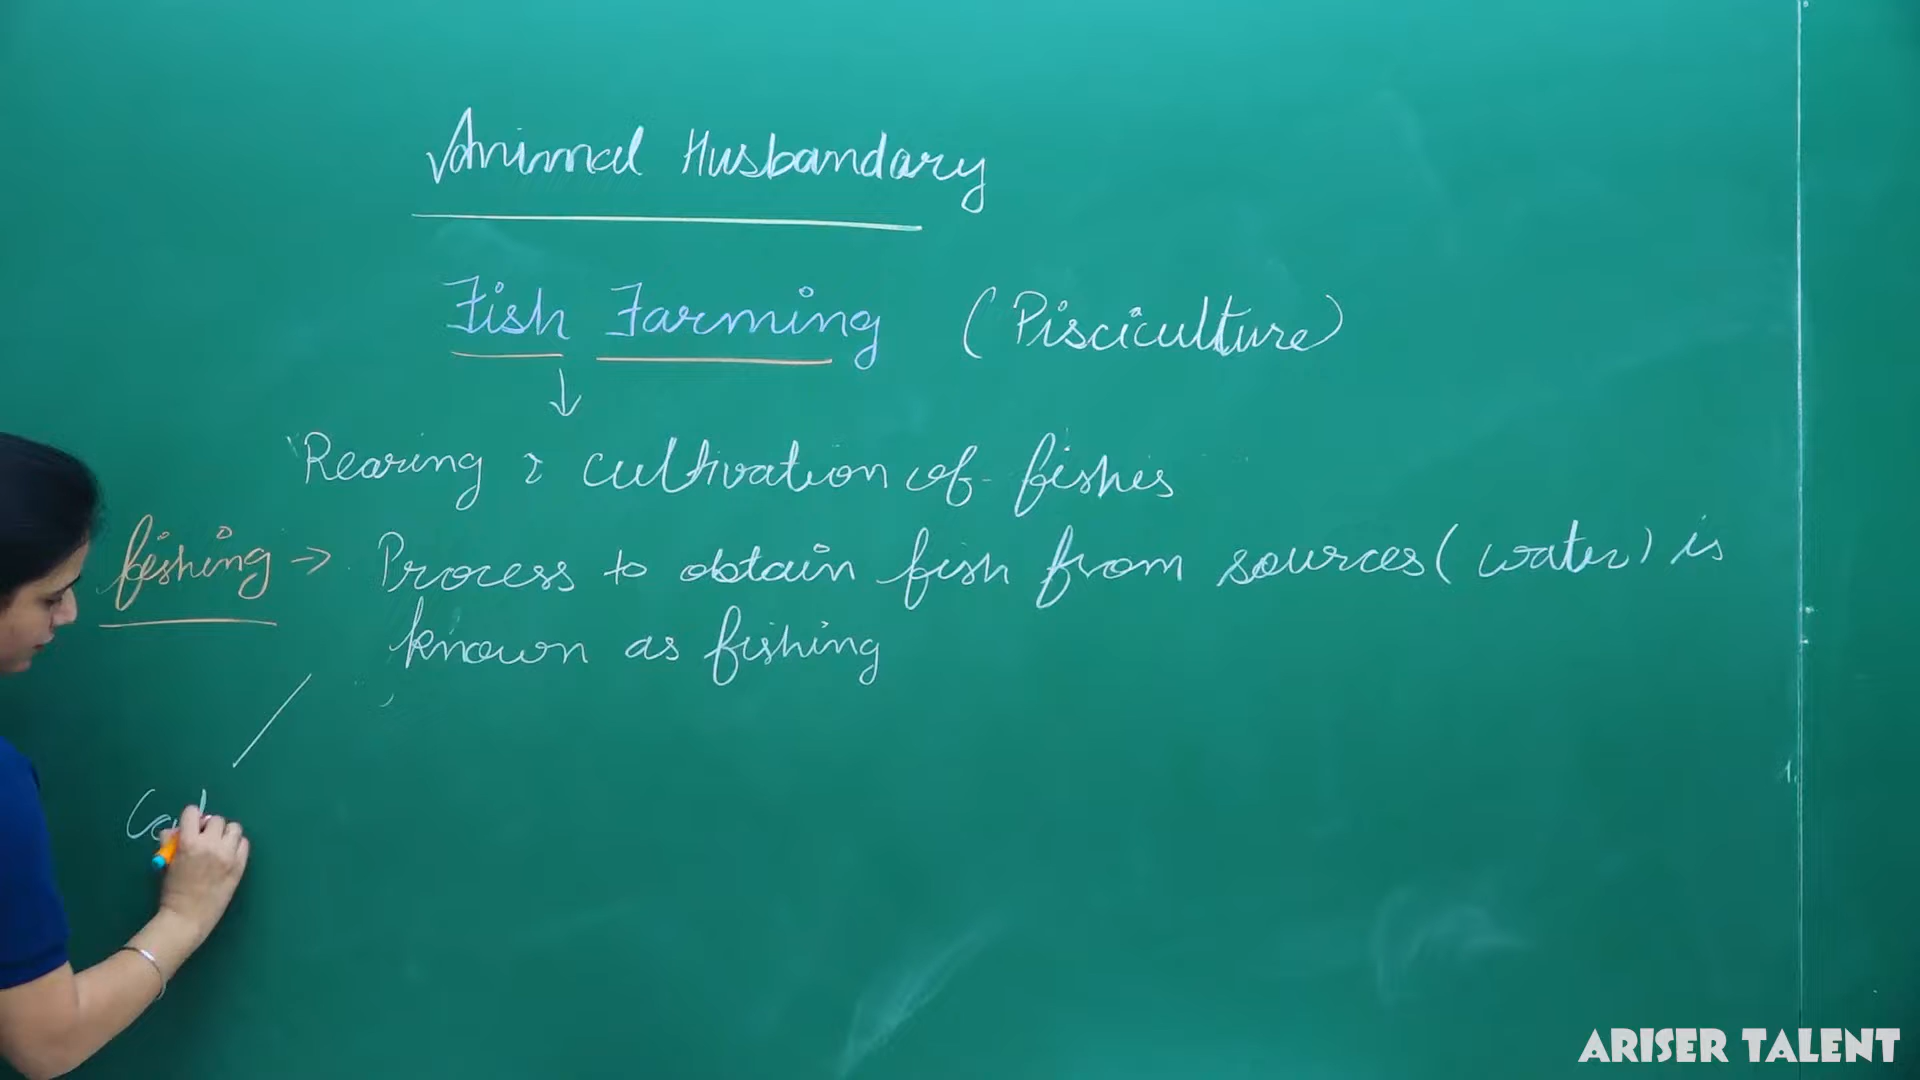 Animal Husbandary
Fish Farming (Pisciculture)
Rearing & cultivation of fishes
fishing → Process to obtain fish from sources (water) is
known as fishing
ARISER TALENT